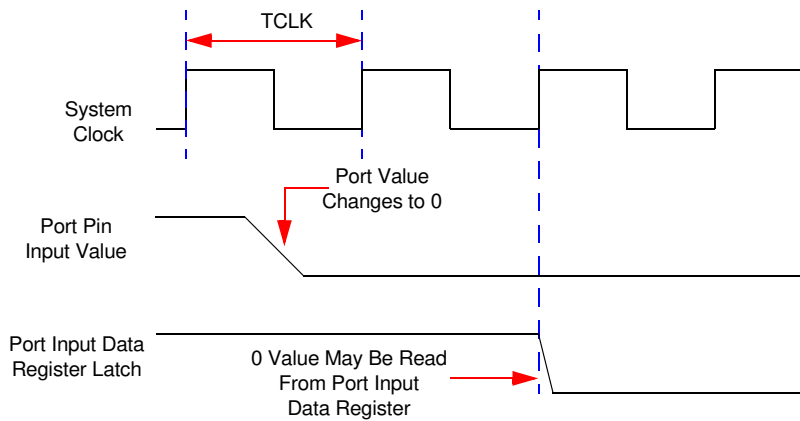 TCLK
System
Clock
Port Value
Changes to 0
Port Pin
Input Value
Port Input Data
Register Latch
0 Value May Be Read
From Port Input
Data Register